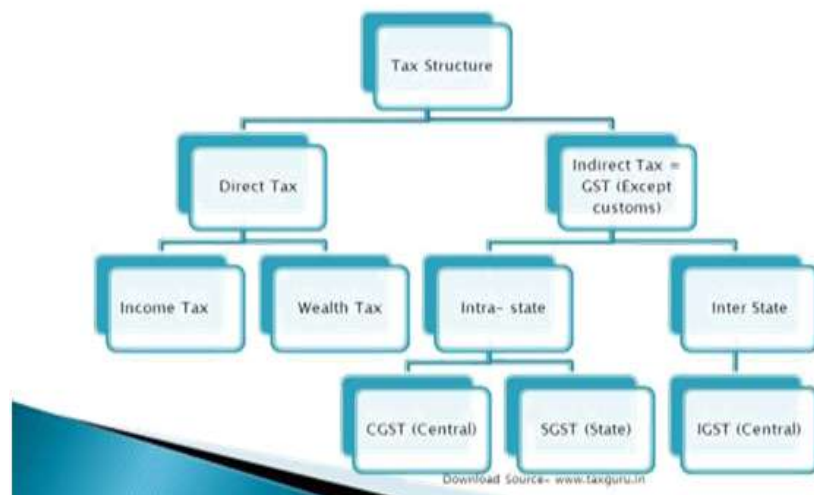 Tax Structure
Direct Tax
Indirect Tax =
GST (Except
customs)
Income Tax
Wealth Tax
Intra- state
Inter State
CGST (Central)
SGST (State)
IGST (Central)
Download Source- www.taxguru.in